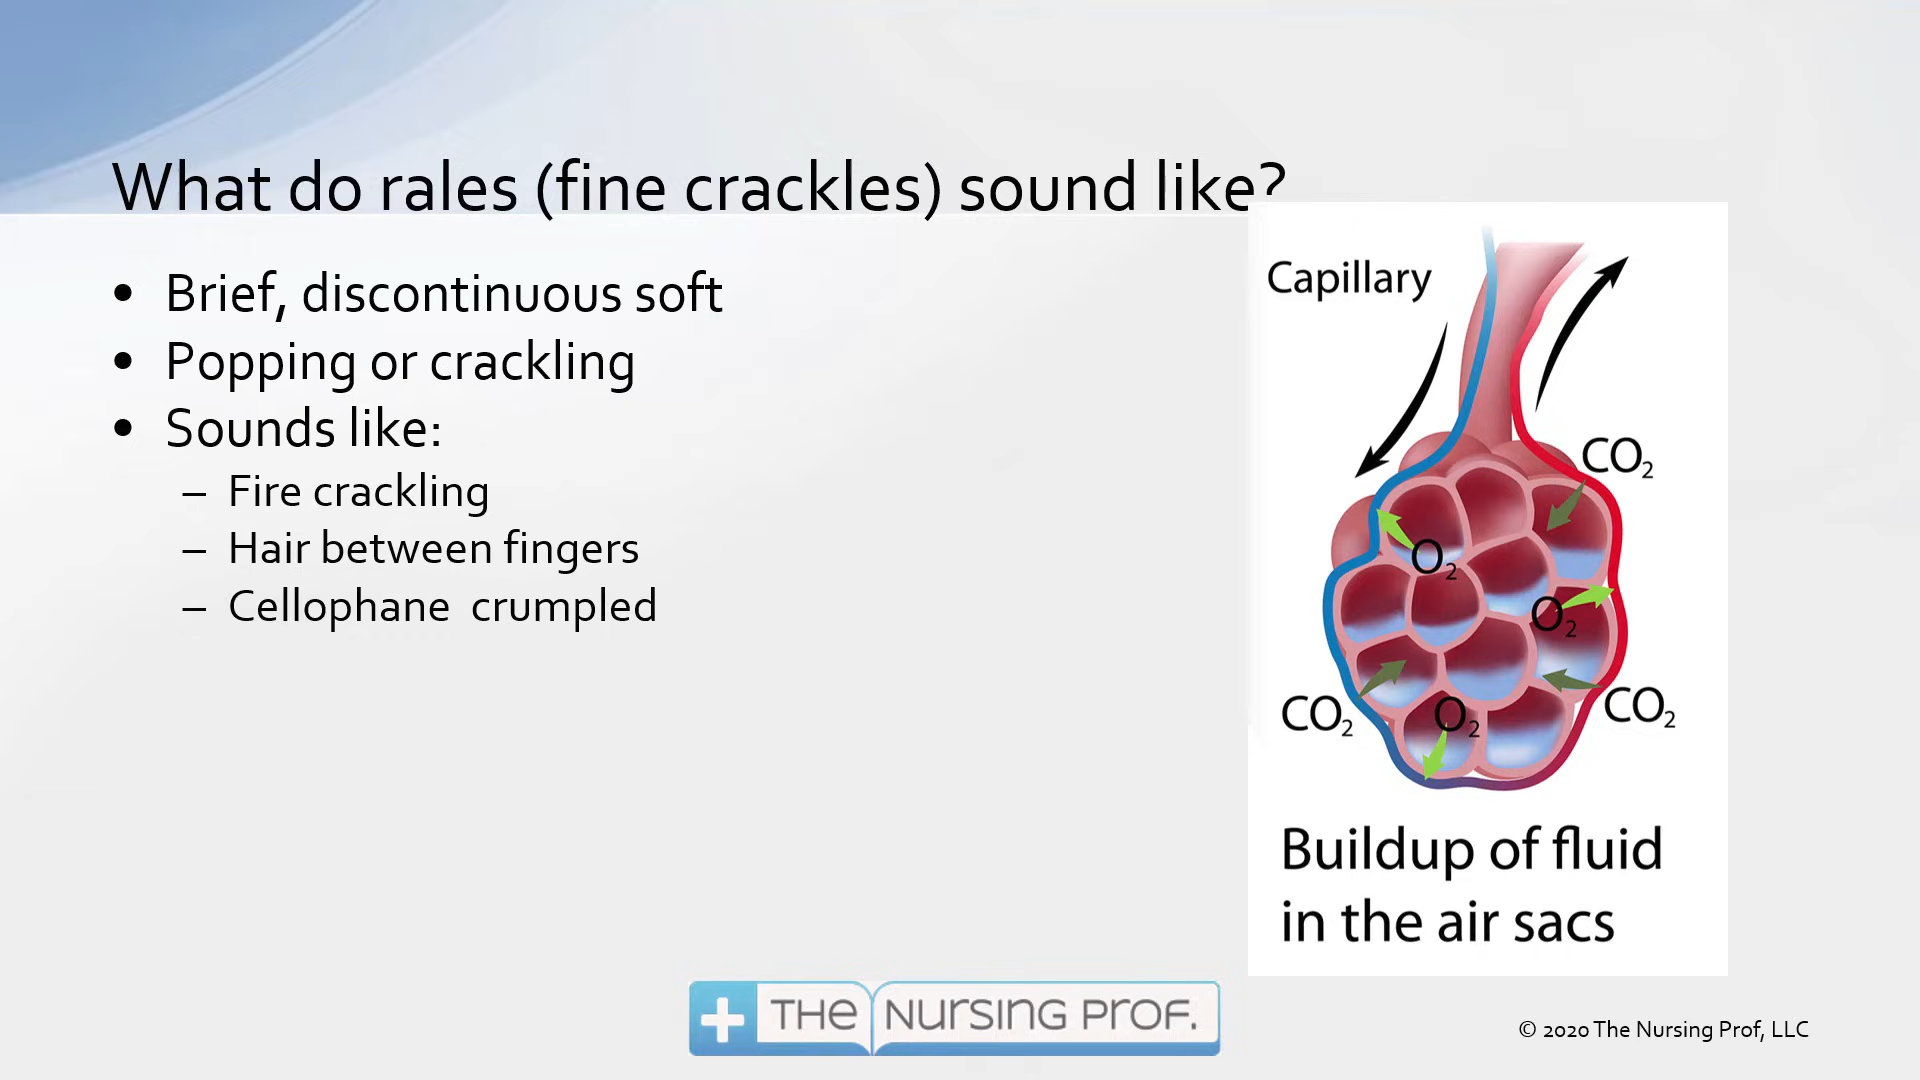 What do rales (fine crackles) sound like?
• Brief, discontinuous soft
• Popping or crackling
• Sounds like:
– Fire crackling
– Hair between fingers
– Cellophane crumpled
Capillary
CO₂
O₂
O₂
CO₂
O₂
CO₂
Buildup of fluid
in the air sacs
THE NURSING PROF.
© 2020 The Nursing Prof, LLC